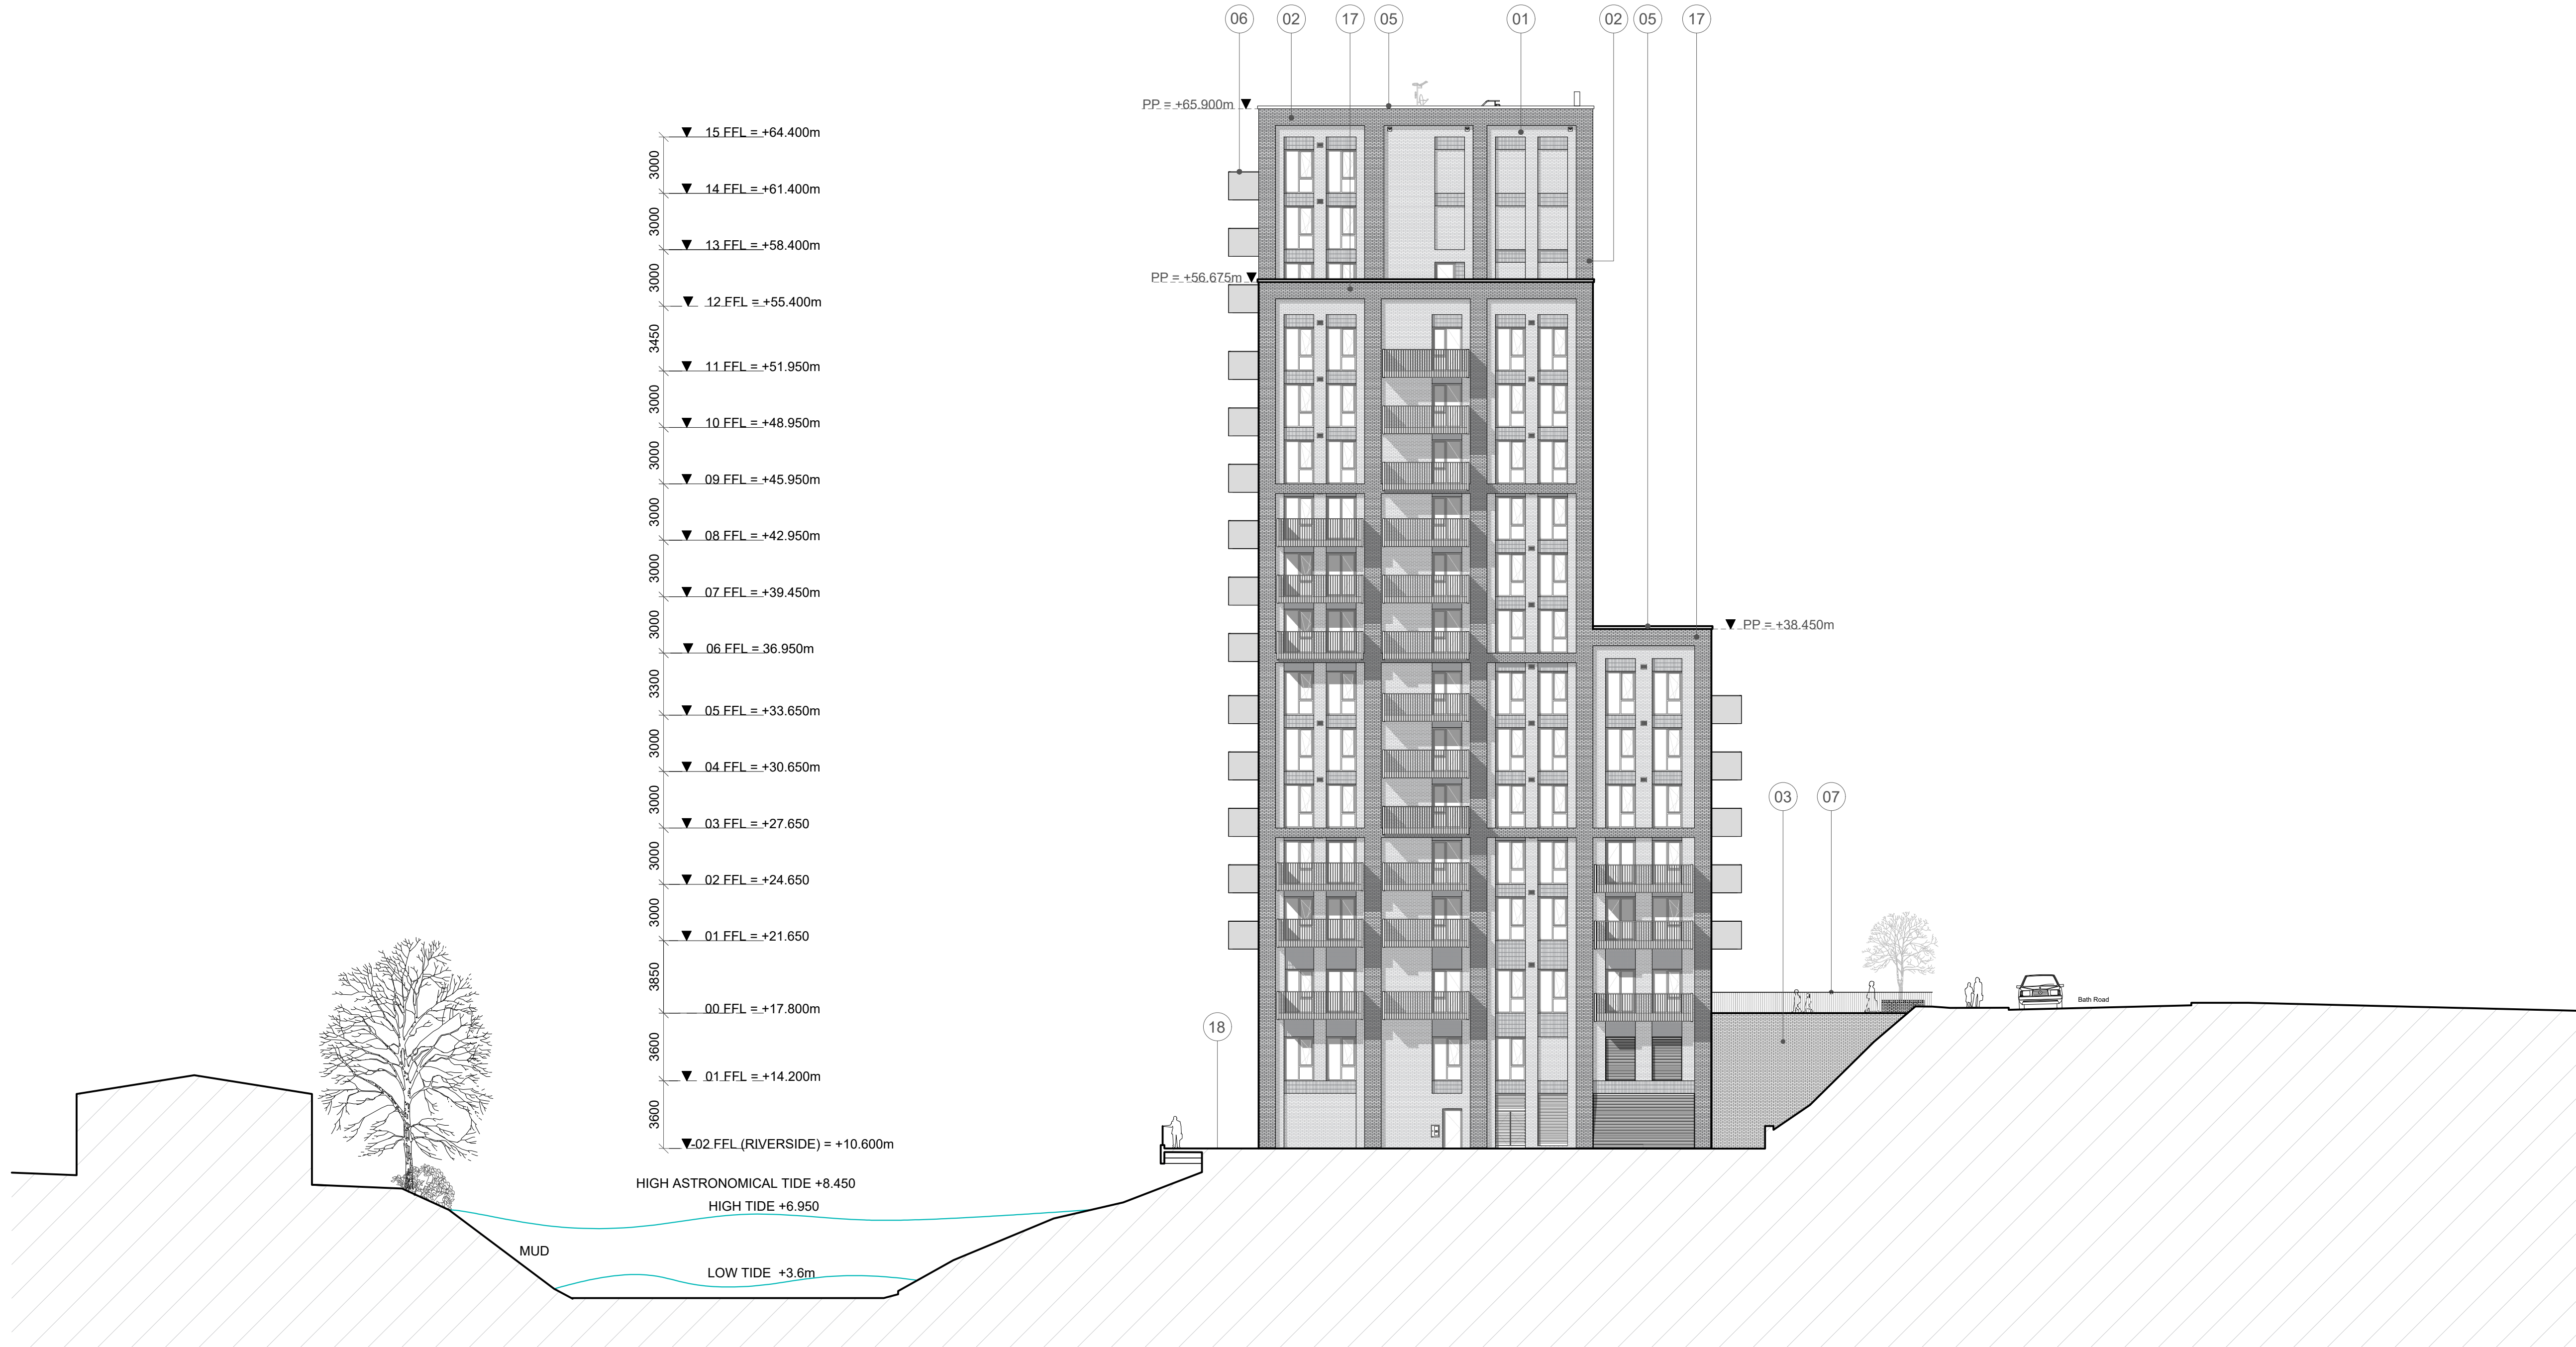 06 02 17 05 01 02 05 17
PP = +65.900m
15 FFL = +64.400m
3000
14 FFL = +61.400m
3000
13 FFL = +58.400m
PP = +56.675m
3000
12 FFL = +55.400m
3450
11 FFL = +51.950m
3000
10 FFL = +48.950m
3000
09 FFL = +45.950m
3000
08 FFL = +42.950m
3000
07 FFL = +39.450m
3000
PP = +38.450m
06 FFL = 36.950m
3300
05 FFL = +33.650m
3000
04 FFL = +30.650m
03 07
3000
03 FFL = +27.650
3000
02 FFL = +24.650
3000
01 FFL = +21.650
3850
Bath Road
00 FFL = +17.800m
18
3600
01 FFL = +14.200m
3600
-02 FFL (RIVERSIDE) = +10.600m
HIGH ASTRONOMICAL TIDE +8.450
HIGH TIDE +6.950
MUD
LOW TIDE +3.6m